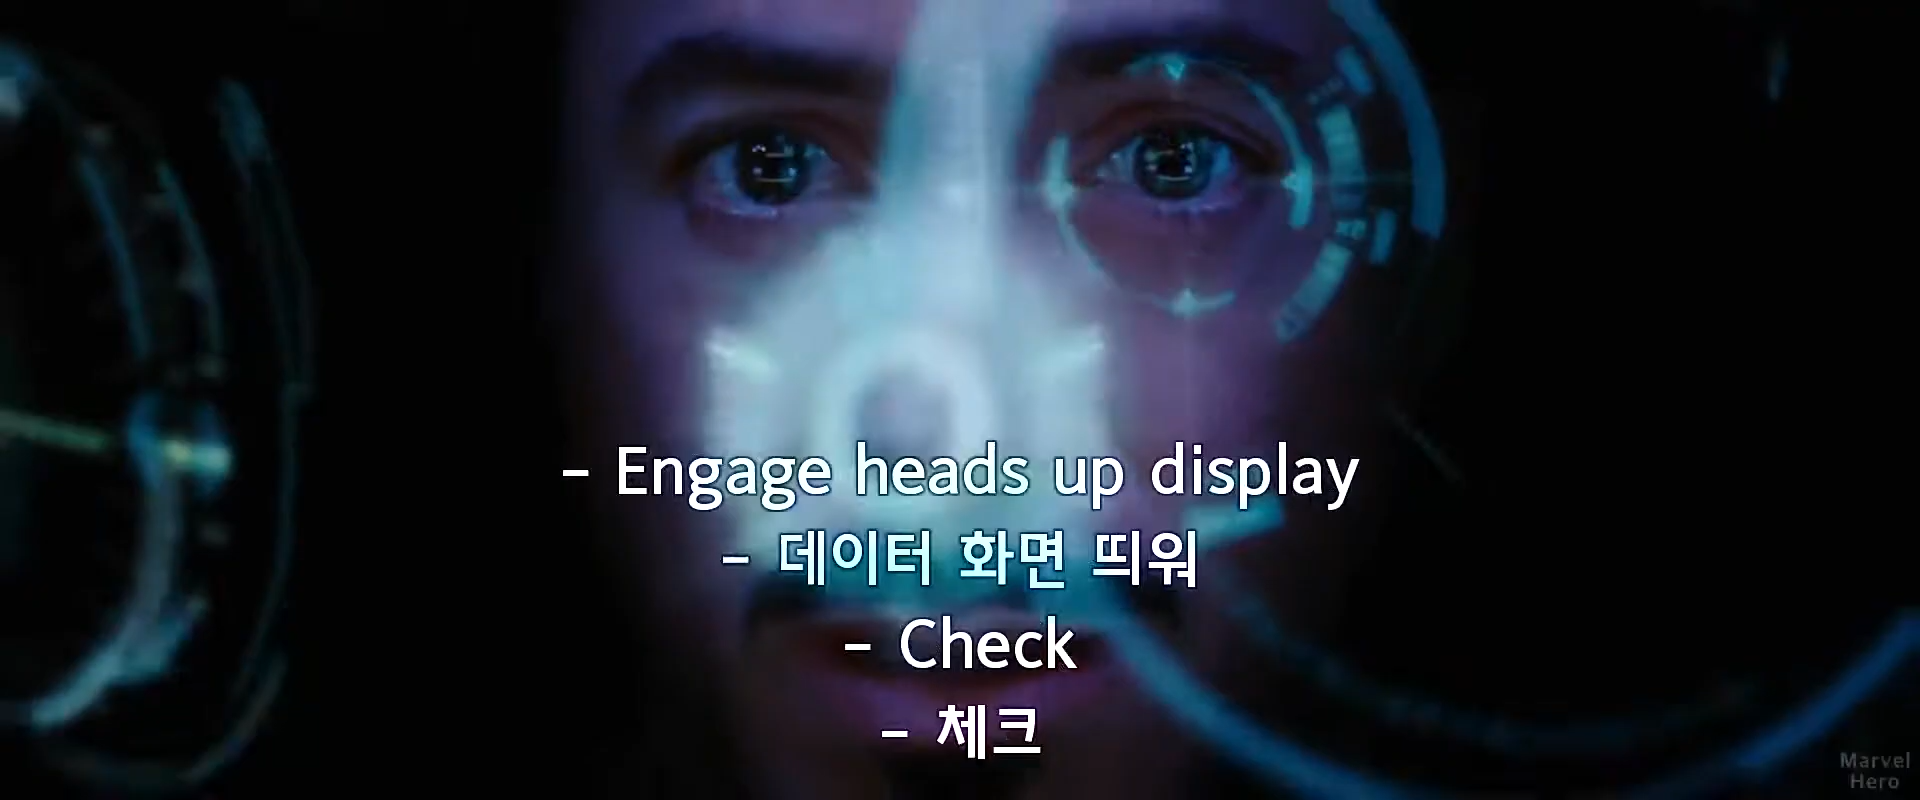 - Engage heads up display
- 데이터 화면 띄워
- Check
- 체크
Marvel
Hero